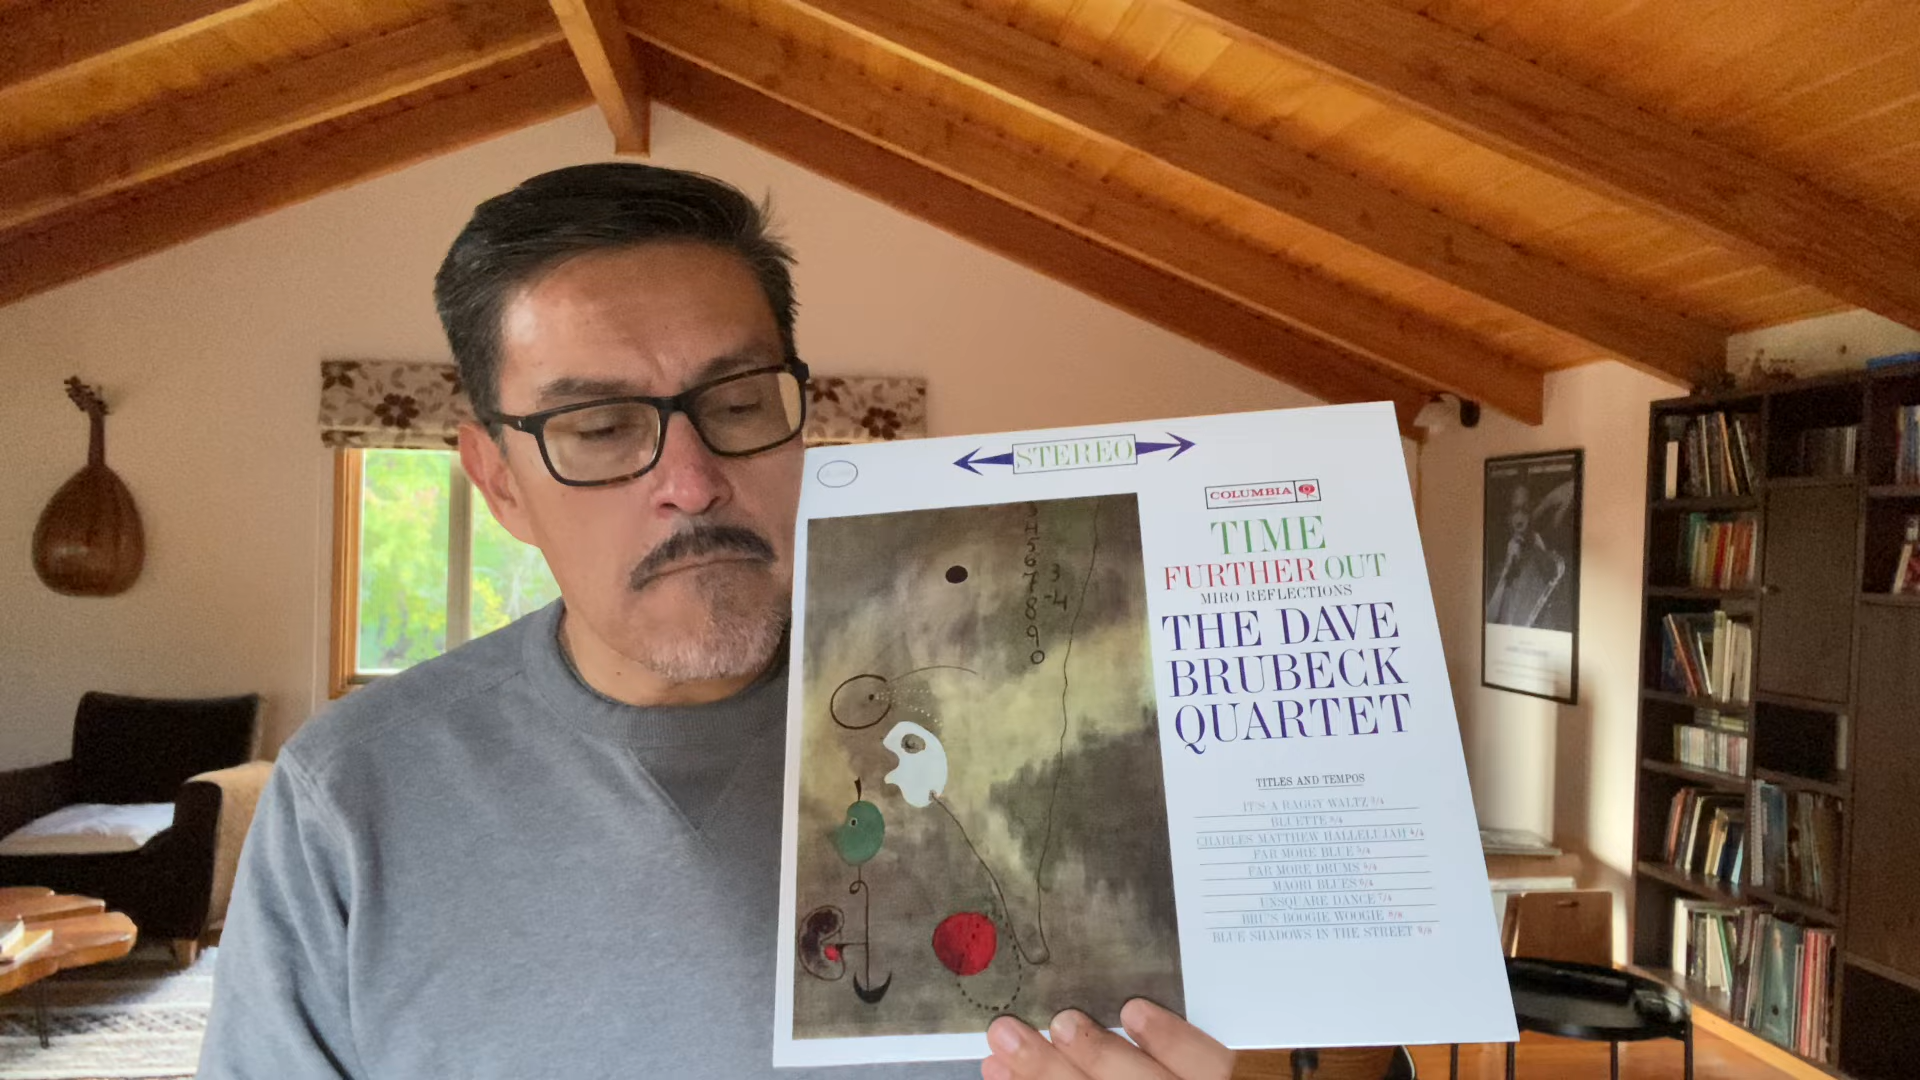 STEREO
COLUMBIA
TIME
FURTHER OUT
MIRO REFLECTIONS
THE DAVE
BRUBECK
QUARTET
TITLES AND TEMPOS
IT'S A RAGGY WALTZ 3/4
BLUETTE 3/4
CHARLES MATTHEW HALLELUJAH 4/4
FAR MORE BLUE 5/4
FAR MORE DRUMS 5/4
MAORI BLUES 6/4
UNSQUARE DANCE 7/4
BRU'S BOOGIE WOOGIE 8/8
BLUE SHADOWS IN THE STREET 9/8
3
4
5
6
7
8
9
0
3
-4